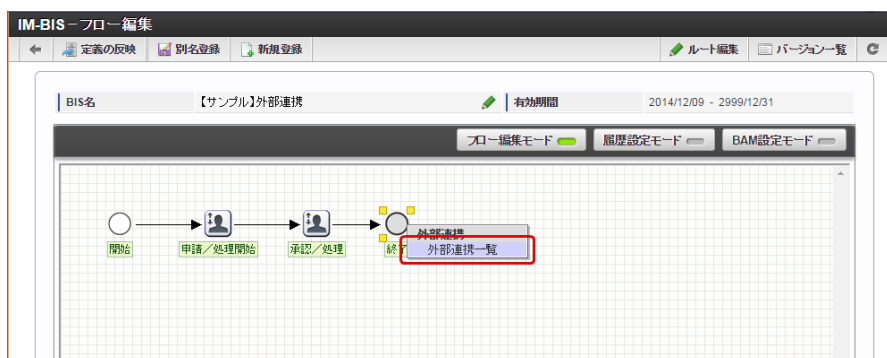 IM-BIS－フロー編集
定義の反映 別名登録 新規登録 ルート編集 バージョン一覧
BIS名 【サンプル】外部連携 有効期間 2014/12/09 - 2999/12/31
フロー編集モード 履歴設定モード BAM設定モード
外部連携
外部連携一覧
開始 申請／処理開始 承認／処理 終了